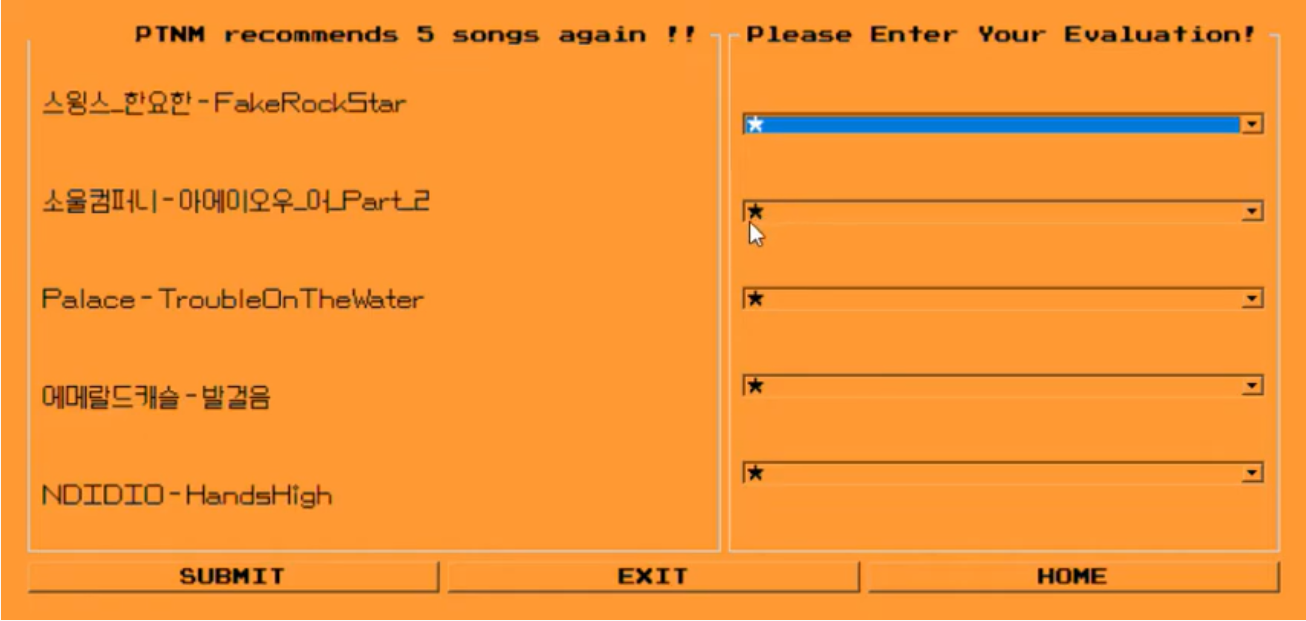 PTNM recommends 5 songs again !!
Please Enter Your Evaluation!
스윙스_한요한-FakeRockStar
★
소울컴퍼니-아에이오우_어_Part_2
★
Palace-TroubleOnTheWater
★
에메랄드캐슬-발걸음
★
NDIDIO-HandsHigh
★
SUBMIT
EXIT
HOME